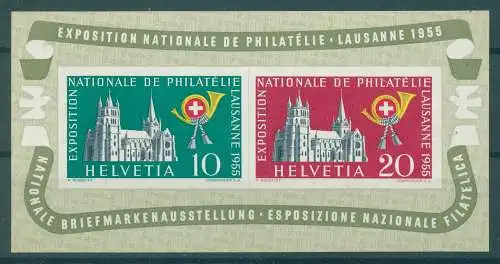 EXPOSITION NATIONALE DE PHILATÉLIE · LAUSANNE 1955
EXPOSITION
NATIONALE DE PHILATÉLIE
LAUSANNE 1955
10
HELVETIA
EXPOSITION
NATIONALE DE PHILATÉLIE
LAUSANNE 1955
20
HELVETIA
NATIONALE BRIEFMARKENAUSSTELLUNG · ESPOSIZIONE NAZIONALE FILATELICA